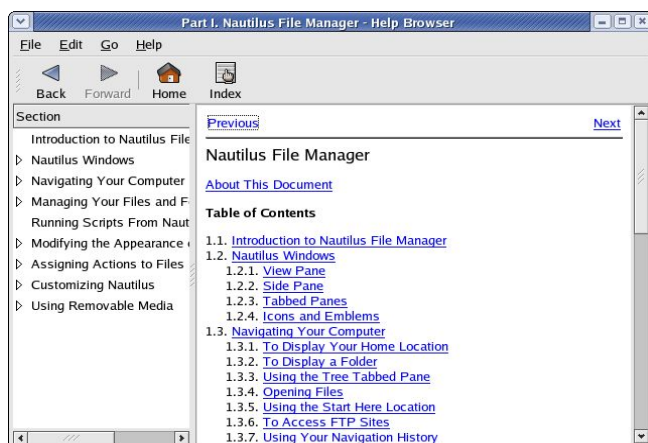 Part I. Nautilus File Manager - Help Browser
File Edit Go Help
Back Forward Home Index
Section
Introduction to Nautilus File
Nautilus Windows
Navigating Your Computer
Managing Your Files and F
Running Scripts From Naut
Modifying the Appearance
Assigning Actions to Files
Customizing Nautilus
Using Removable Media
Previous Next
Nautilus File Manager
About This Document
Table of Contents
1.1. Introduction to Nautilus File Manager
1.2. Nautilus Windows
1.2.1. View Pane
1.2.2. Side Pane
1.2.3. Tabbed Panes
1.2.4. Icons and Emblems
1.3. Navigating Your Computer
1.3.1. To Display Your Home Location
1.3.2. To Display a Folder
1.3.3. Using the Tree Tabbed Pane
1.3.4. Opening Files
1.3.5. Using the Start Here Location
1.3.6. To Access FTP Sites
1.3.7. Using Your Navigation History